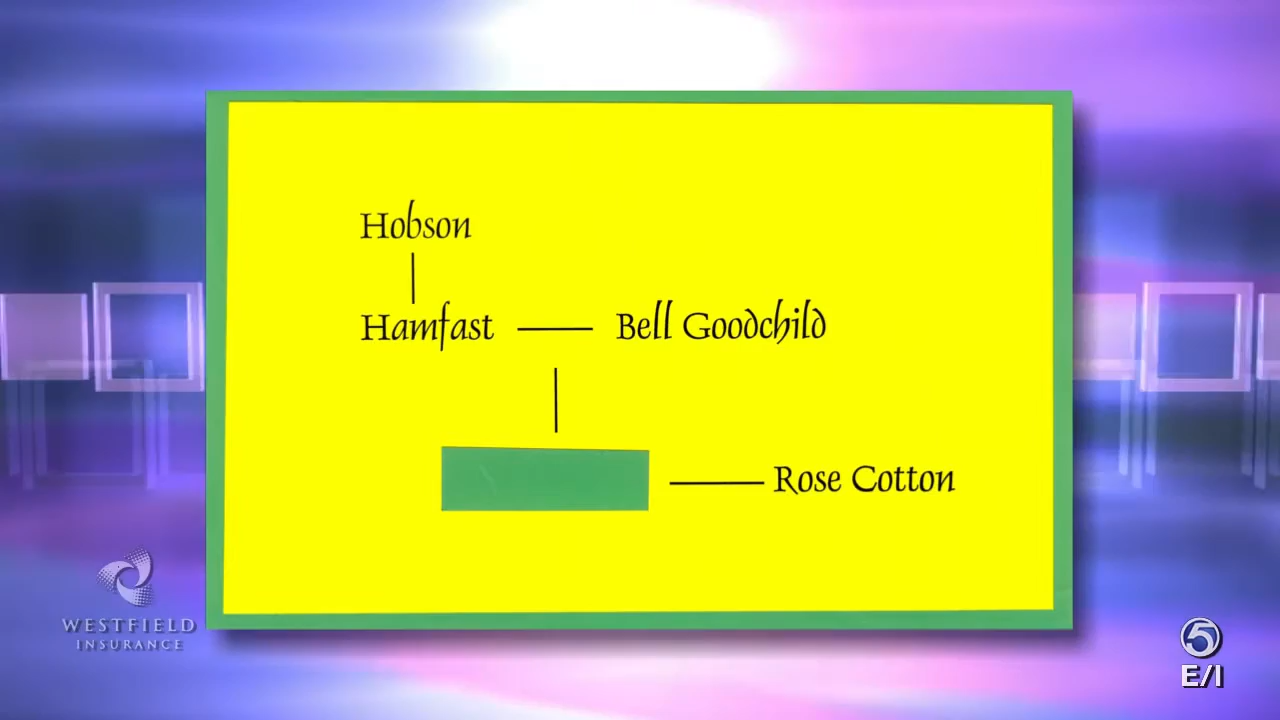 Hobson
Hamfast Bell Goodchild
Rose Cotton
WESTFIELD
INSURANCE
5
E/I